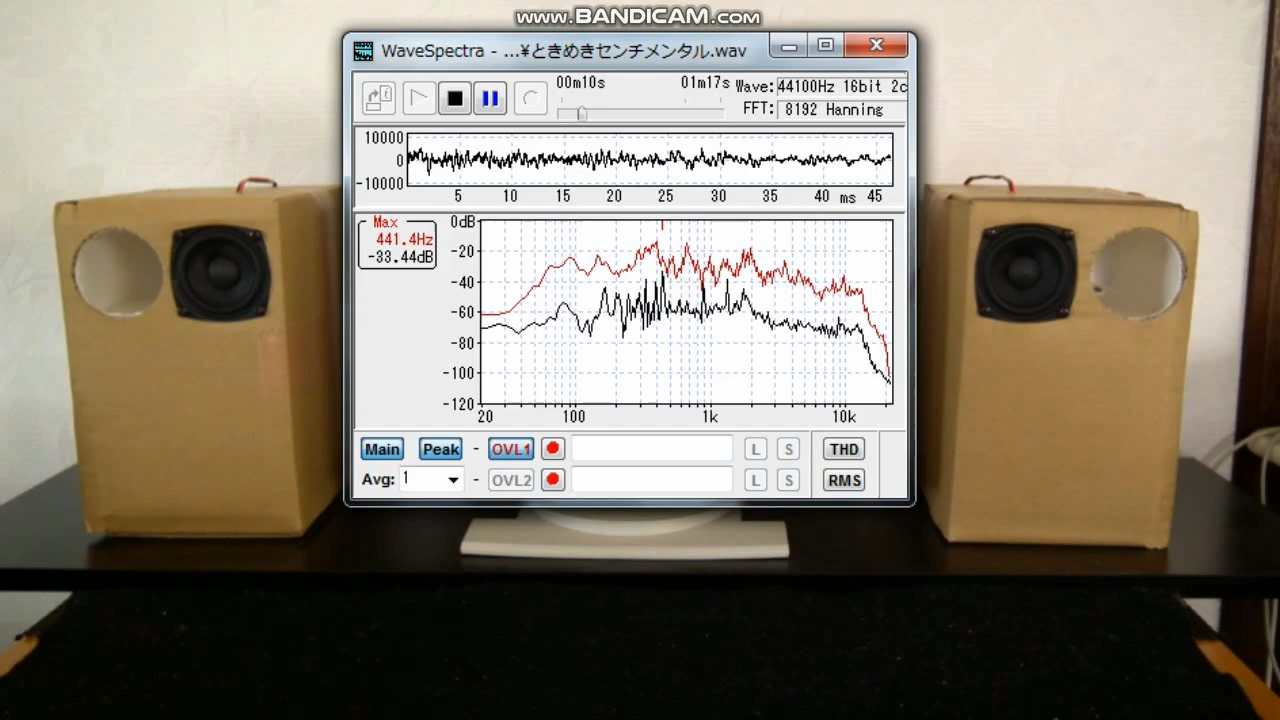 www.BANDICAM.com
WaveSpectra - ...¥ときめきセンチメンタル.wav
00m10s
01m17s
Wave: 44100Hz 16bit 2c
FFT: 8192 Hanning
10000
0
-10000
5 10 15 20 25 30 35 40 ms 45
Max
441.4Hz
-33.44dB
0dB
-20
-40
-60
-80
-100
-120
20 100 1k 10k
Main Peak - OVL1 L S THD
Avg: 1 - OVL2 L S RMS